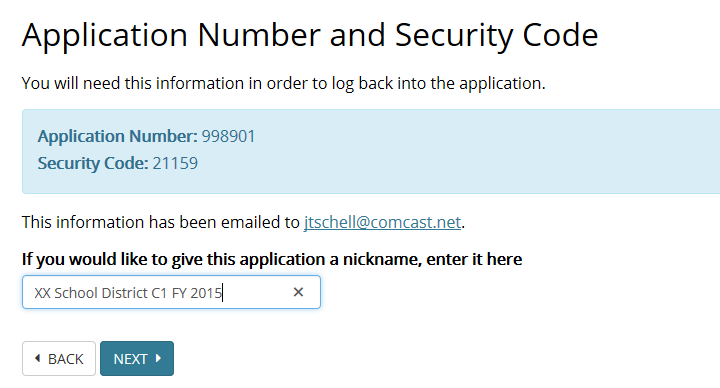 Application Number and Security Code
You will need this information in order to log back into the application.
Application Number: 998901
Security Code: 21159
This information has been emailed to jtschell@comcast.net.
If you would like to give this application a nickname, enter it here
XX School District C1 FY 2015
BACK
NEXT